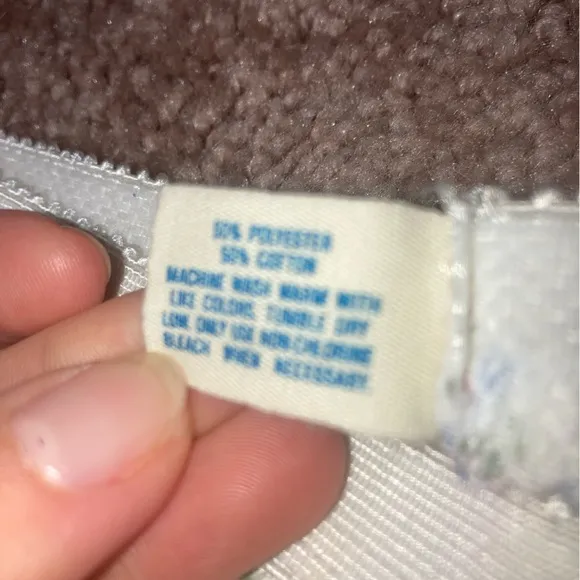 50% POLYESTER
50% COTTON
MACHINE WASH WARM WITH
LIKE COLORS, TUMBLE DRY
LOW. ONLY USE NON-CHLORINE
BLEACH WHEN NECESSARY.